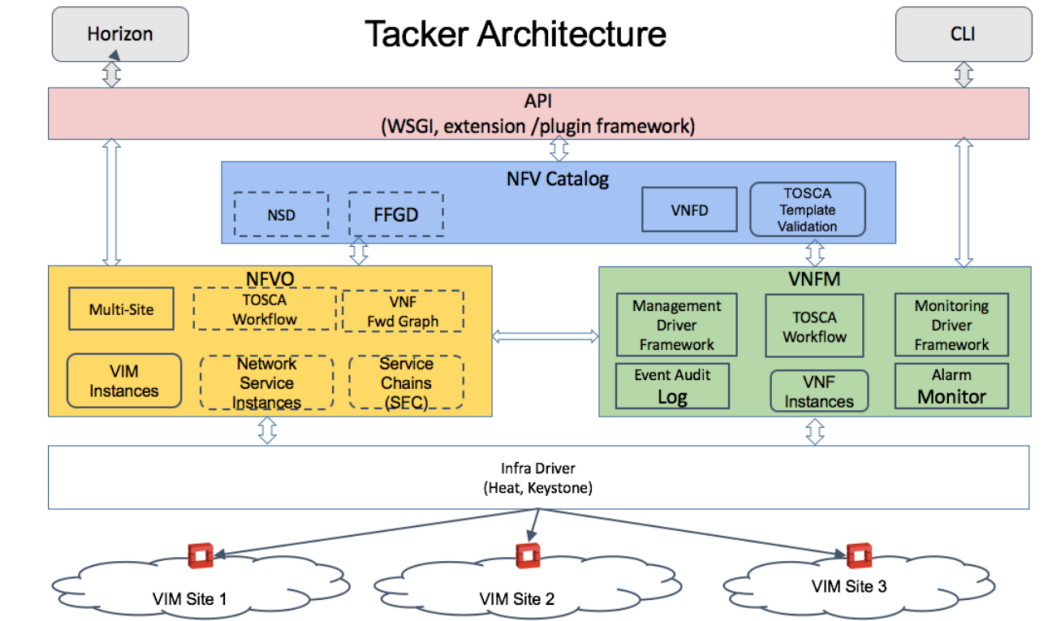 Horizon
Tacker Architecture
CLI
API
(WSGI, extension /plugin framework)
NFV Catalog
NSD
FFGD
VNFD
TOSCA
Template
Validation
NFVO
Multi-Site
TOSCA
Workflow
VNF
Fwd Graph
VIM
Instances
Network
Service
Instances
Service
Chains
(SEC)
VNFM
Management
Driver
Framework
TOSCA
Workflow
Monitoring
Driver
Framework
Event Audit
Log
VNF
Instances
Alarm
Monitor
Infra Driver
(Heat, Keystone)
VIM Site 1
VIM Site 2
VIM Site 3